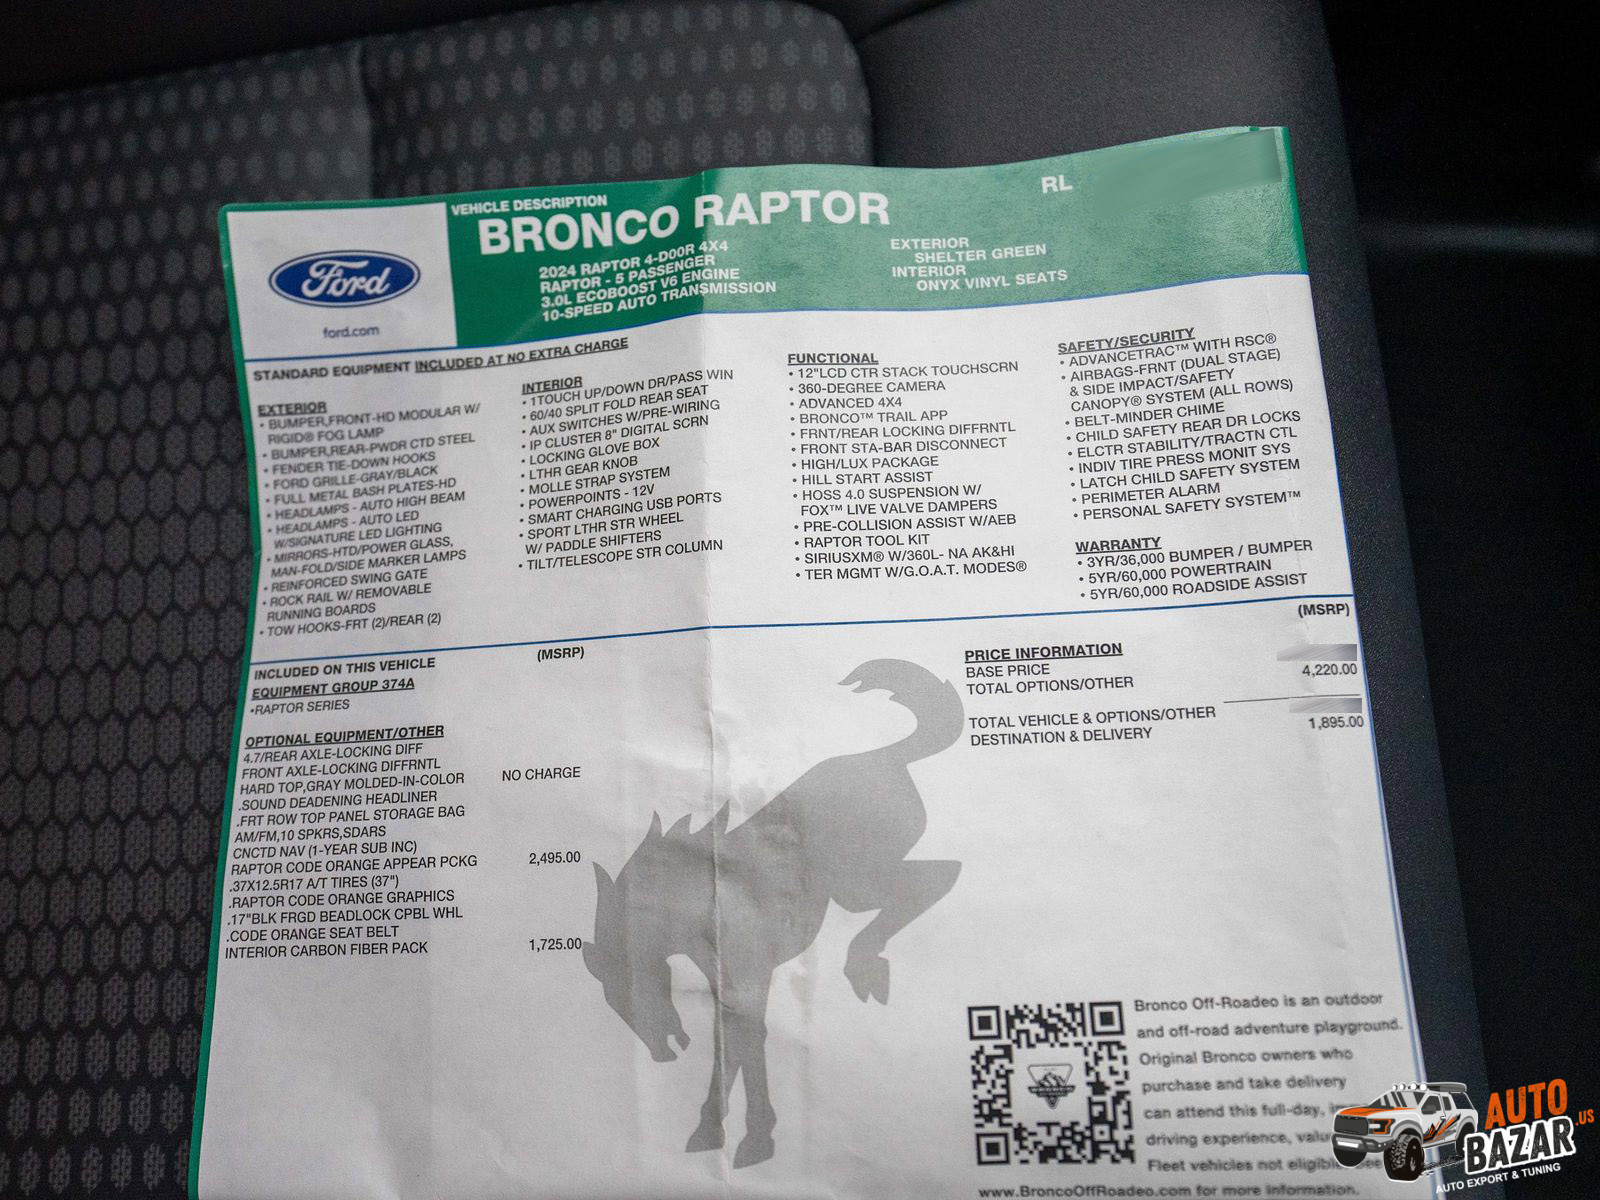 VEHICLE DESCRIPTION
BRONCO RAPTOR
RL
2024 RAPTOR 4-D00R 4X4
RAPTOR - 5 PASSENGER
3.0L ECOBOOST V6 ENGINE
10-SPEED AUTO TRANSMISSION
EXTERIOR
SHELTER GREEN
INTERIOR
ONYX VINYL SEATS
Ford
ford.com
STANDARD EQUIPMENT INCLUDED AT NO EXTRA CHARGE
EXTERIOR
• BUMPER,FRONT-HD MODULAR W/
RIGID® FOG LAMP
• BUMPER,REAR-PWDR CTD STEEL
• FENDER TIE-DOWN HOOKS
• FORD GRILLE-GRAY/BLACK
• FULL METAL BASH PLATES-HD
• HEADLAMPS - AUTO HIGH BEAM
• HEADLAMPS - AUTO LED
W/SIGNATURE LED LIGHTING
• MIRRORS-HTD/POWER GLASS,
MAN-FOLD/SIDE MARKER LAMPS
• REINFORCED SWING GATE
• ROCK RAIL W/ REMOVABLE
RUNNING BOARDS
• TOW HOOKS-FRT (2)/REAR (2)
INTERIOR
• 1TOUCH UP/DOWN DR/PASS WIN
• 60/40 SPLIT FOLD REAR SEAT
• AUX SWITCHES W/PRE-WIRING
• IP CLUSTER 8" DIGITAL SCRN
• LOCKING GLOVE BOX
• LTHR GEAR KNOB
• MOLLE STRAP SYSTEM
• POWERPOINTS - 12V
• SMART CHARGING USB PORTS
• SPORT LTHR STR WHEEL
W/ PADDLE SHIFTERS
• TILT/TELESCOPE STR COLUMN
FUNCTIONAL
• 12"LCD CTR STACK TOUCHSCRN
• 360-DEGREE CAMERA
• ADVANCED 4X4
• BRONCO™ TRAIL APP
• FRNT/REAR LOCKING DIFFRNTL
• FRONT STA-BAR DISCONNECT
• HIGH/LUX PACKAGE
• HILL START ASSIST
• HOSS 4.0 SUSPENSION W/
FOX™ LIVE VALVE DAMPERS
• PRE-COLLISION ASSIST W/AEB
• RAPTOR TOOL KIT
• SIRIUSXM® W/360L- NA AK&HI
• TER MGMT W/G.O.A.T. MODES®
SAFETY/SECURITY
• ADVANCETRAC™ WITH RSC®
• AIRBAGS-FRNT (DUAL STAGE)
& SIDE IMPACT/SAFETY
CANOPY® SYSTEM (ALL ROWS)
• BELT-MINDER CHIME
• CHILD SAFETY REAR DR LOCKS
• ELCTR STABILITY/TRACTN CTL
• INDIV TIRE PRESS MONIT SYS
• LATCH CHILD SAFETY SYSTEM
• PERIMETER ALARM
• PERSONAL SAFETY SYSTEM™
WARRANTY
• 3YR/36,000 BUMPER / BUMPER
• 5YR/60,000 POWERTRAIN
• 5YR/60,000 ROADSIDE ASSIST
INCLUDED ON THIS VEHICLE (MSRP)
EQUIPMENT GROUP 374A
•RAPTOR SERIES
OPTIONAL EQUIPMENT/OTHER
4.7/REAR AXLE-LOCKING DIFF
FRONT AXLE-LOCKING DIFFRNTL
HARD TOP,GRAY MOLDED-IN-COLOR NO CHARGE
.SOUND DEADENING HEADLINER
.FRT ROW TOP PANEL STORAGE BAG
AM/FM,10 SPKRS,SDARS
CNCTD NAV (1-YEAR SUB INC)
RAPTOR CODE ORANGE APPEAR PCKG 2,495.00
.37X12.5R17 A/T TIRES (37")
.RAPTOR CODE ORANGE GRAPHICS
.17"BLK FRGD BEADLOCK CPBL WHL
.CODE ORANGE SEAT BELT
INTERIOR CARBON FIBER PACK 1,725.00
(MSRP)
PRICE INFORMATION
BASE PRICE
TOTAL OPTIONS/OTHER 4,220.00
TOTAL VEHICLE & OPTIONS/OTHER
DESTINATION & DELIVERY 1,895.00
Bronco Off-Roadeo is an outdoor
and off-road adventure playground.
Original Bronco owners who
purchase and take delivery
can attend this full-day,
driving experience,
Fleet vehicles not
www.BroncoOffRoadeo.com for more information.
AUTO
BAZAR.US
AUTO EXPORT & TUNING